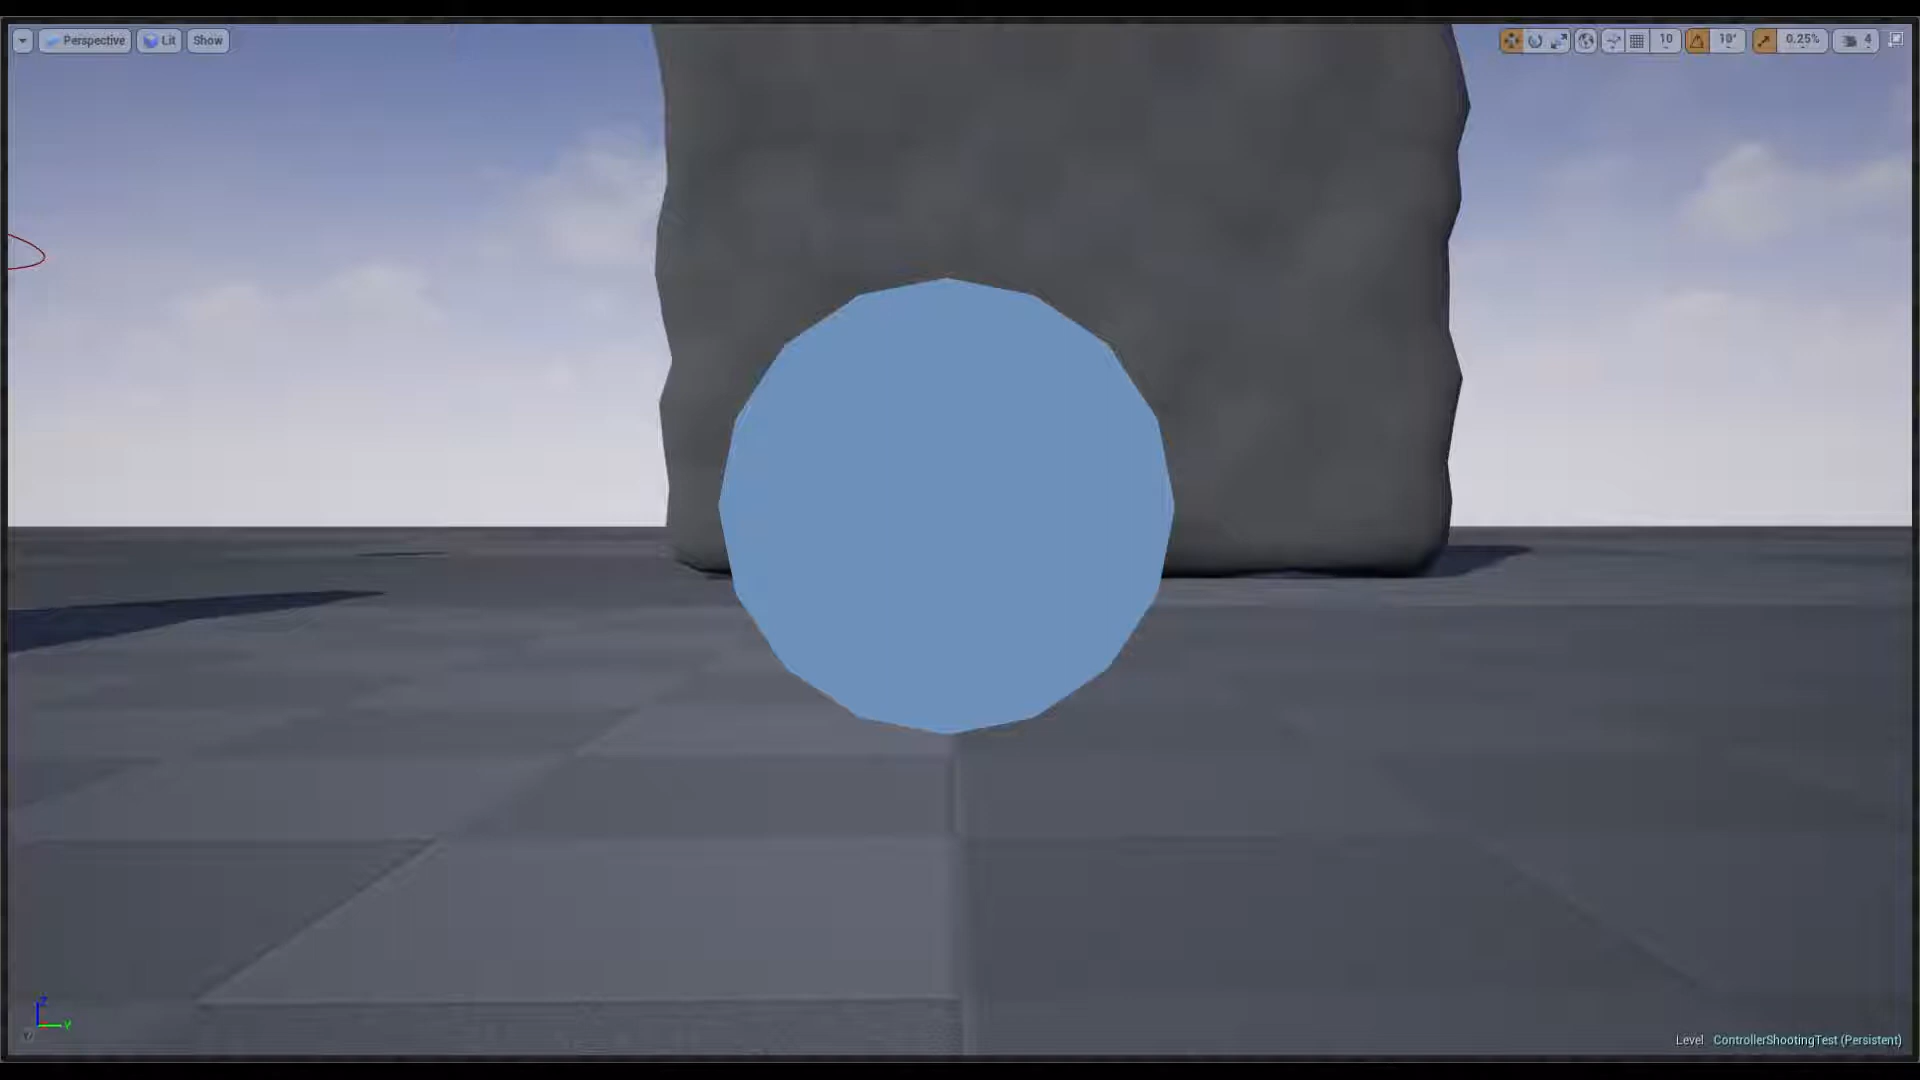 Perspective Lit Show 10 10° 0.25% 4
Z
Y
Level: ControllerShootingTest (Persistent)